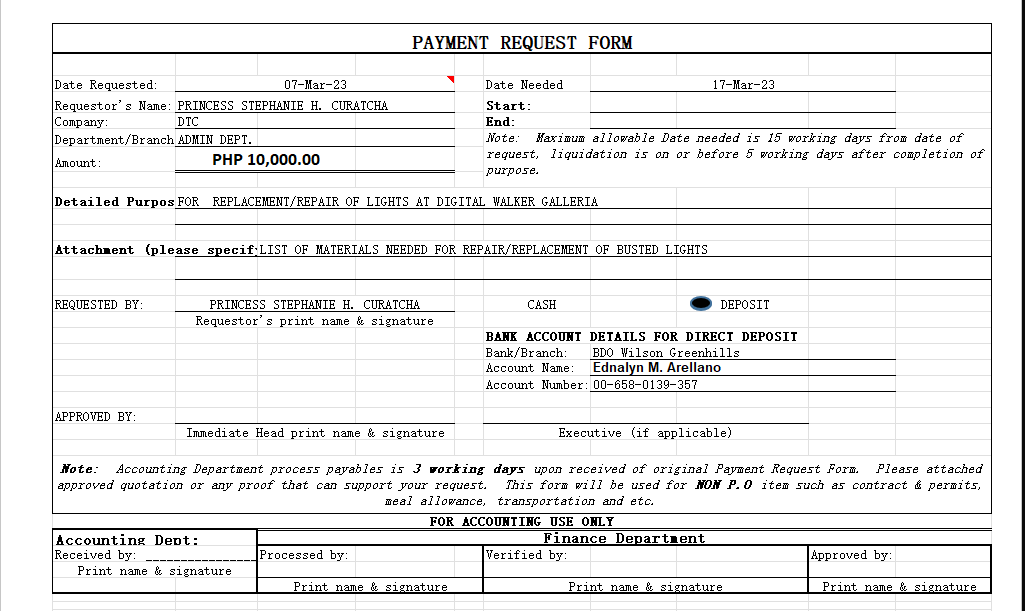 PAYMENT REQUEST FORM
Date Requested: 07-Mar-23 Date Needed 17-Mar-23
Requestor's Name: PRINCESS STEPHANIE H. CURATCHA Start:
Company: DTC End:
Department/Branch ADMIN DEPT. Note: Maximum allowable Date needed is 15 working days from date of
Amount: PHP 10,000.00 request, liquidation is on or before 5 working days after completion of
purpose.
Detailed Purpos FOR REPLACEMENT/REPAIR OF LIGHTS AT DIGITAL WALKER GALLERIA
Attachment (please specif LIST OF MATERIALS NEEDED FOR REPAIR/REPLACEMENT OF BUSTED LIGHTS
REQUESTED BY: PRINCESS STEPHANIE H. CURATCHA CASH DEPOSIT
Requestor's print name & signature
BANK ACCOUNT DETAILS FOR DIRECT DEPOSIT
Bank/Branch: BDO Wilson Greenhills
Account Name: Ednalyn M. Arellano
Account Number: 00-658-0139-357
APPROVED BY:
Immediate Head print name & signature Executive (if applicable)
Note: Accounting Department process payables is 3 working days upon received of original Payment Request Form. Please attached
approved quotation or any proof that can support your request. This form will be used for NON P.O item such as contract & permits,
meal allowance, transportation and etc.
FOR ACCOUNTING USE ONLY
Accounting Dept: Finance Department
Received by: Processed by: Verified by: Approved by:
Print name & signature
Print name & signature Print name & signature Print name & signature